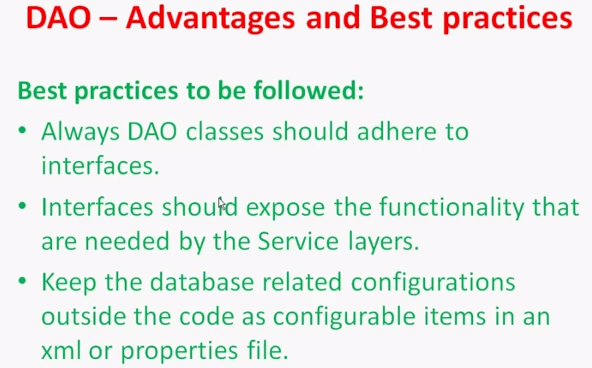 DAO – Advantages and Best practices
Best practices to be followed:
• Always DAO classes should adhere to
interfaces.
• Interfaces should expose the functionality that
are needed by the Service layers.
• Keep the database related configurations
outside the code as configurable items in an
xml or properties file.